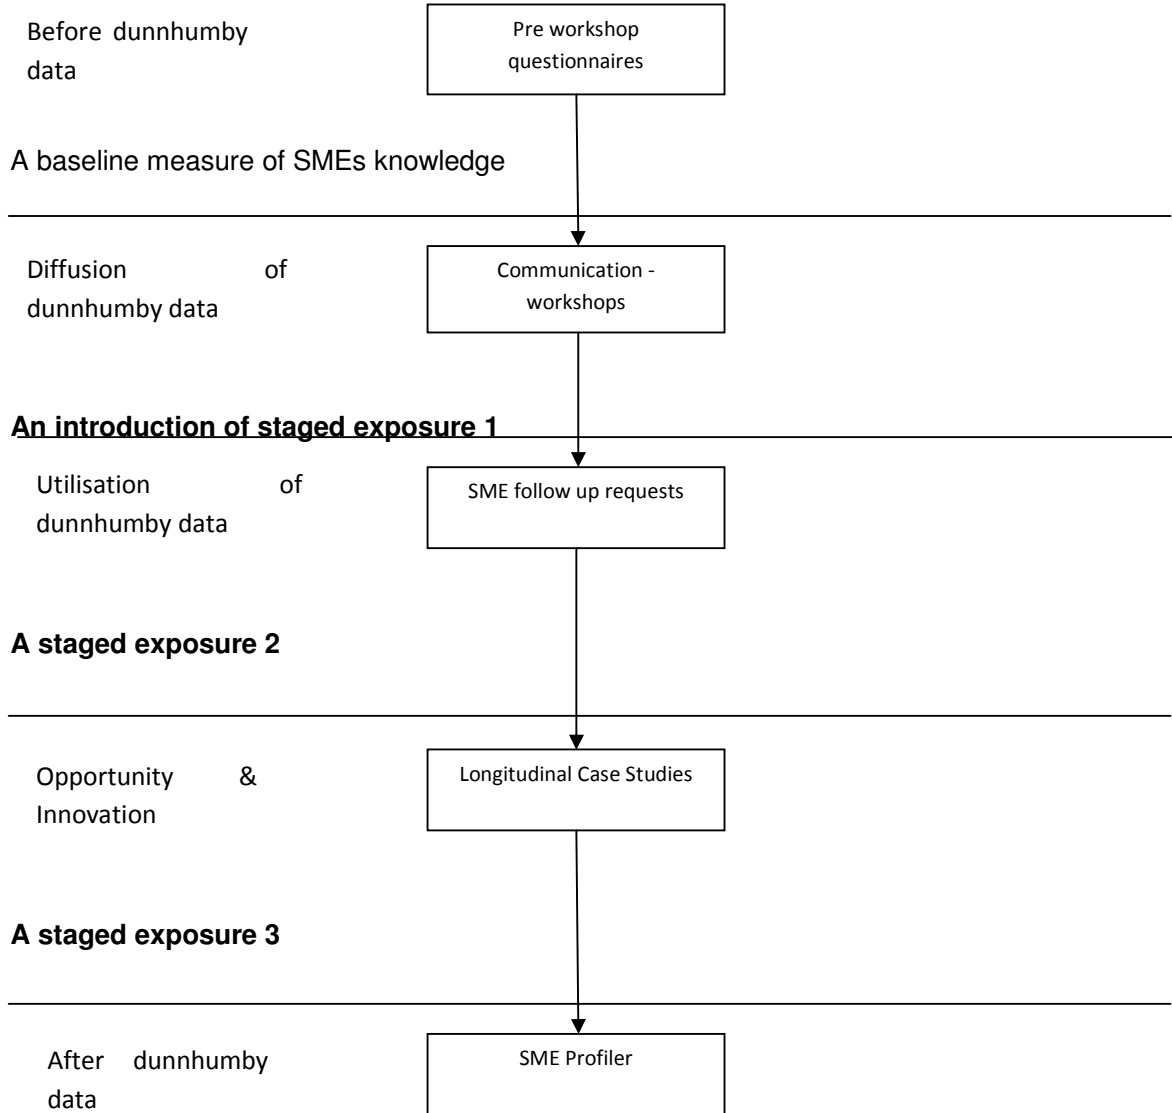 Before dunnhumby
data
Pre workshop
questionnaires
A baseline measure of SMEs knowledge
Diffusion of
dunnhumby data
Communication -
workshops
An introduction of staged exposure 1
Utilisation of
dunnhumby data
SME follow up requests
A staged exposure 2
Opportunity &
Innovation
Longitudinal Case Studies
A staged exposure 3
After dunnhumby
data
SME Profiler